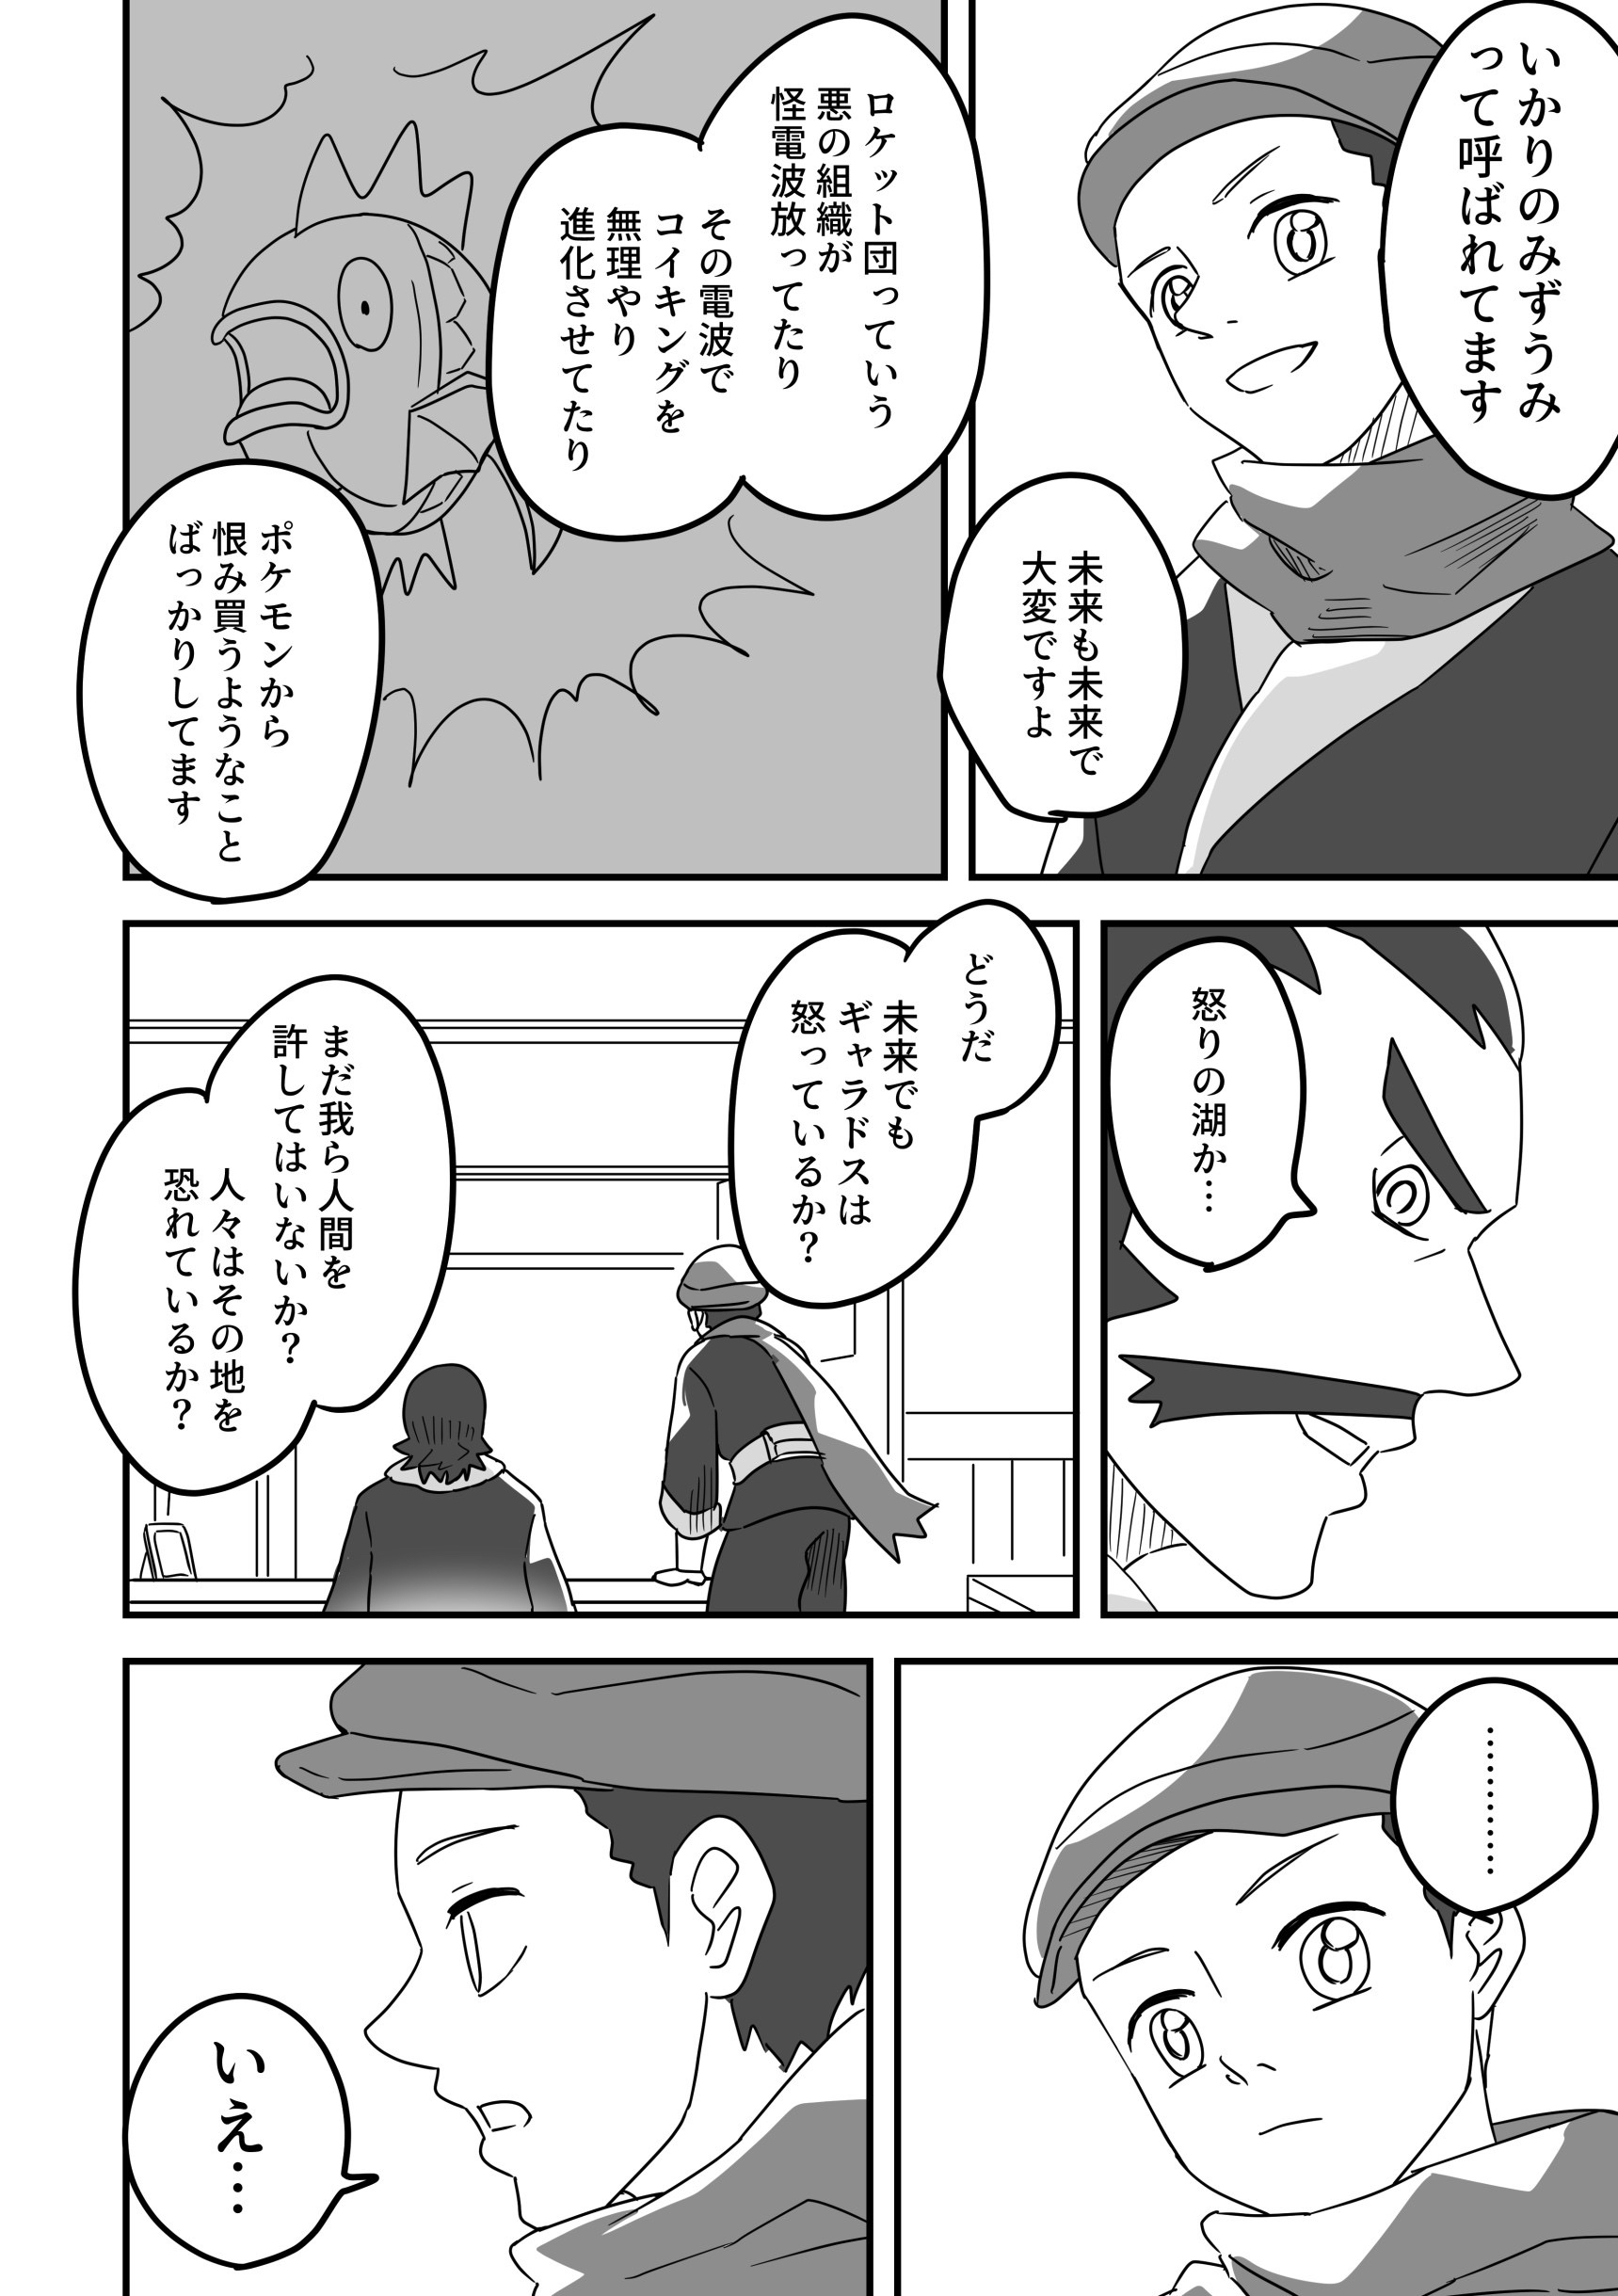 いかりのみずうみ
って呼ばれてます
未来も未来で
大変ですよ
ロケット団っていう
悪の組織が
怪電波放ってたり
その電波で
コイキングを
無理やり
進化させてたり
ポケモンから
恨み買うようなこと
ばっかりしてます
怒りの湖か…
どうだ
未来でも
ギャラドスは
怒っているか？
まだ我ら人間を
許してはいないか？
人々はその地を
恐れているか？
…………
いえ…